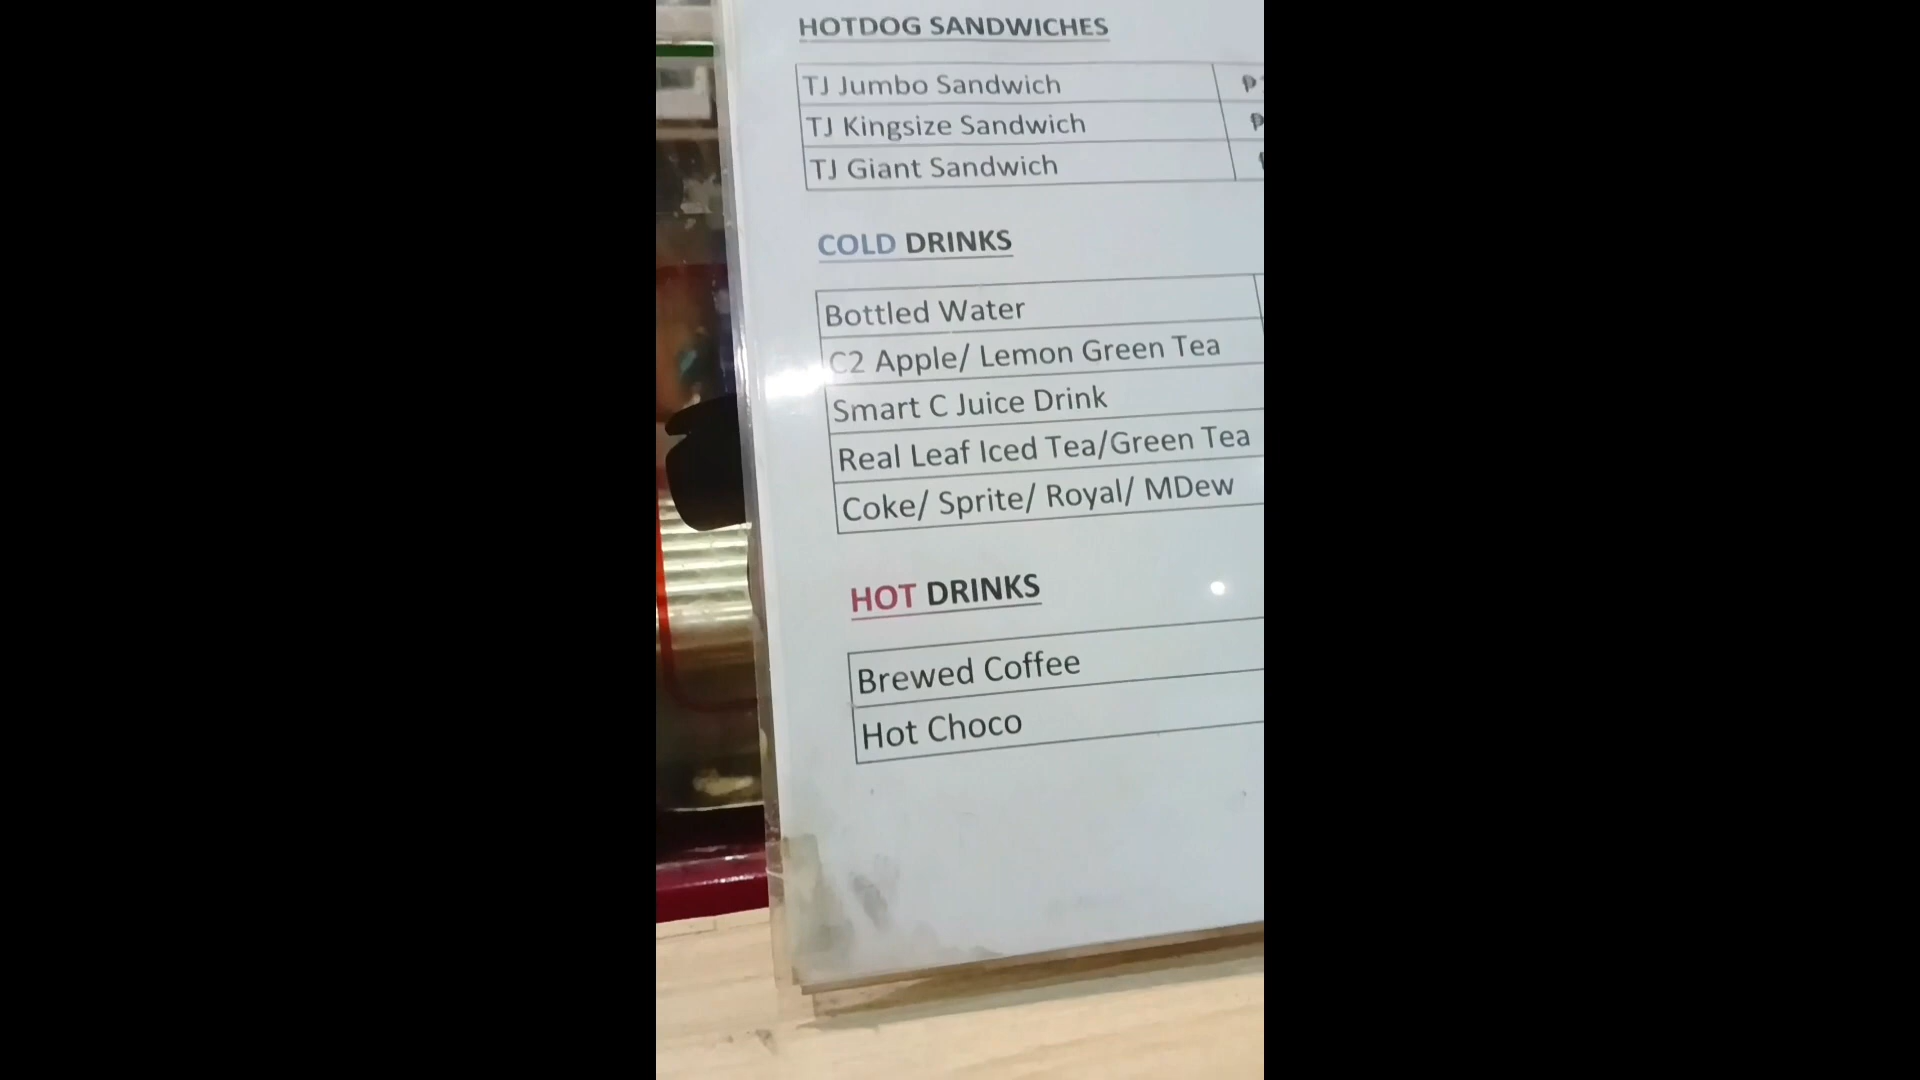 HOTDOG SANDWICHES
TJ Jumbo Sandwich ₱
TJ Kingsize Sandwich ₱
TJ Giant Sandwich
COLD DRINKS
Bottled Water
C2 Apple/ Lemon Green Tea
Smart C Juice Drink
Real Leaf Iced Tea/Green Tea
Coke/ Sprite/ Royal/ MDew
HOT DRINKS
Brewed Coffee
Hot Choco